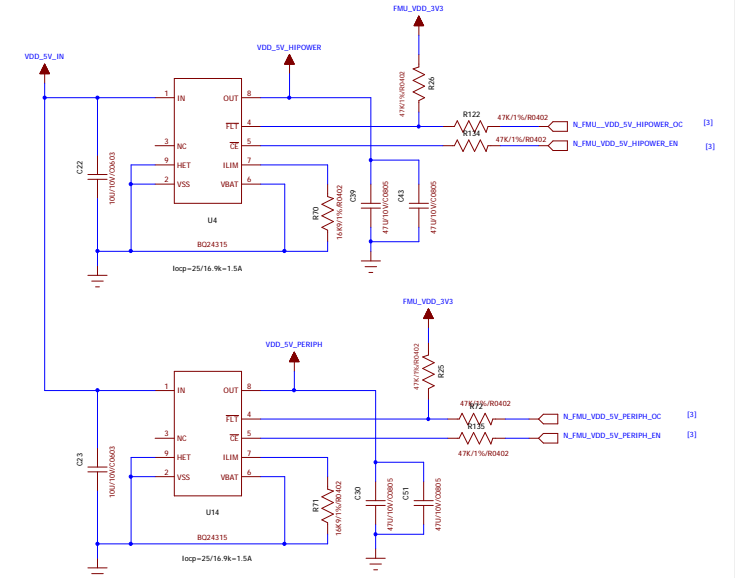 FMU_VDD_3V3
VDD_5V_IN
VDD_5V_HIPOWER
47K/1%/R0402
R26
1 IN OUT 8
4 FLT
R122
47K/1%/R0402
N_FMU__VDD_5V_HIPOWER_OC [3]
3 NC CE 5
R134
47K/1%/R0402
N_FMU_VDD_5V_HIPOWER_EN [3]
9 HET ILIM 7
2 VSS VBAT 6
C22
10U/10V/C0603
R70
16K9/1%/R0402
C39
47U/10V/C0805
C43
47U/10V/C0805
U4
BQ24315
Iocp=25/16.9k=1.5A
FMU_VDD_3V3
VDD_5V_PERIPH
47K/1%/R0402
R25
1 IN OUT 8
47K/1%/R0402
R72
4 FLT
N_FMU_VDD_5V_PERIPH_OC [3]
R135
3 NC CE 5
N_FMU_VDD_5V_PERIPH_EN [3]
47K/1%/R0402
9 HET ILIM 7
2 VSS VBAT 6
C23
10U/10V/C0603
R71
16K9/1%/R0402
C30
47U/10V/C0805
C51
47U/10V/C0805
U14
BQ24315
Iocp=25/16.9k=1.5A